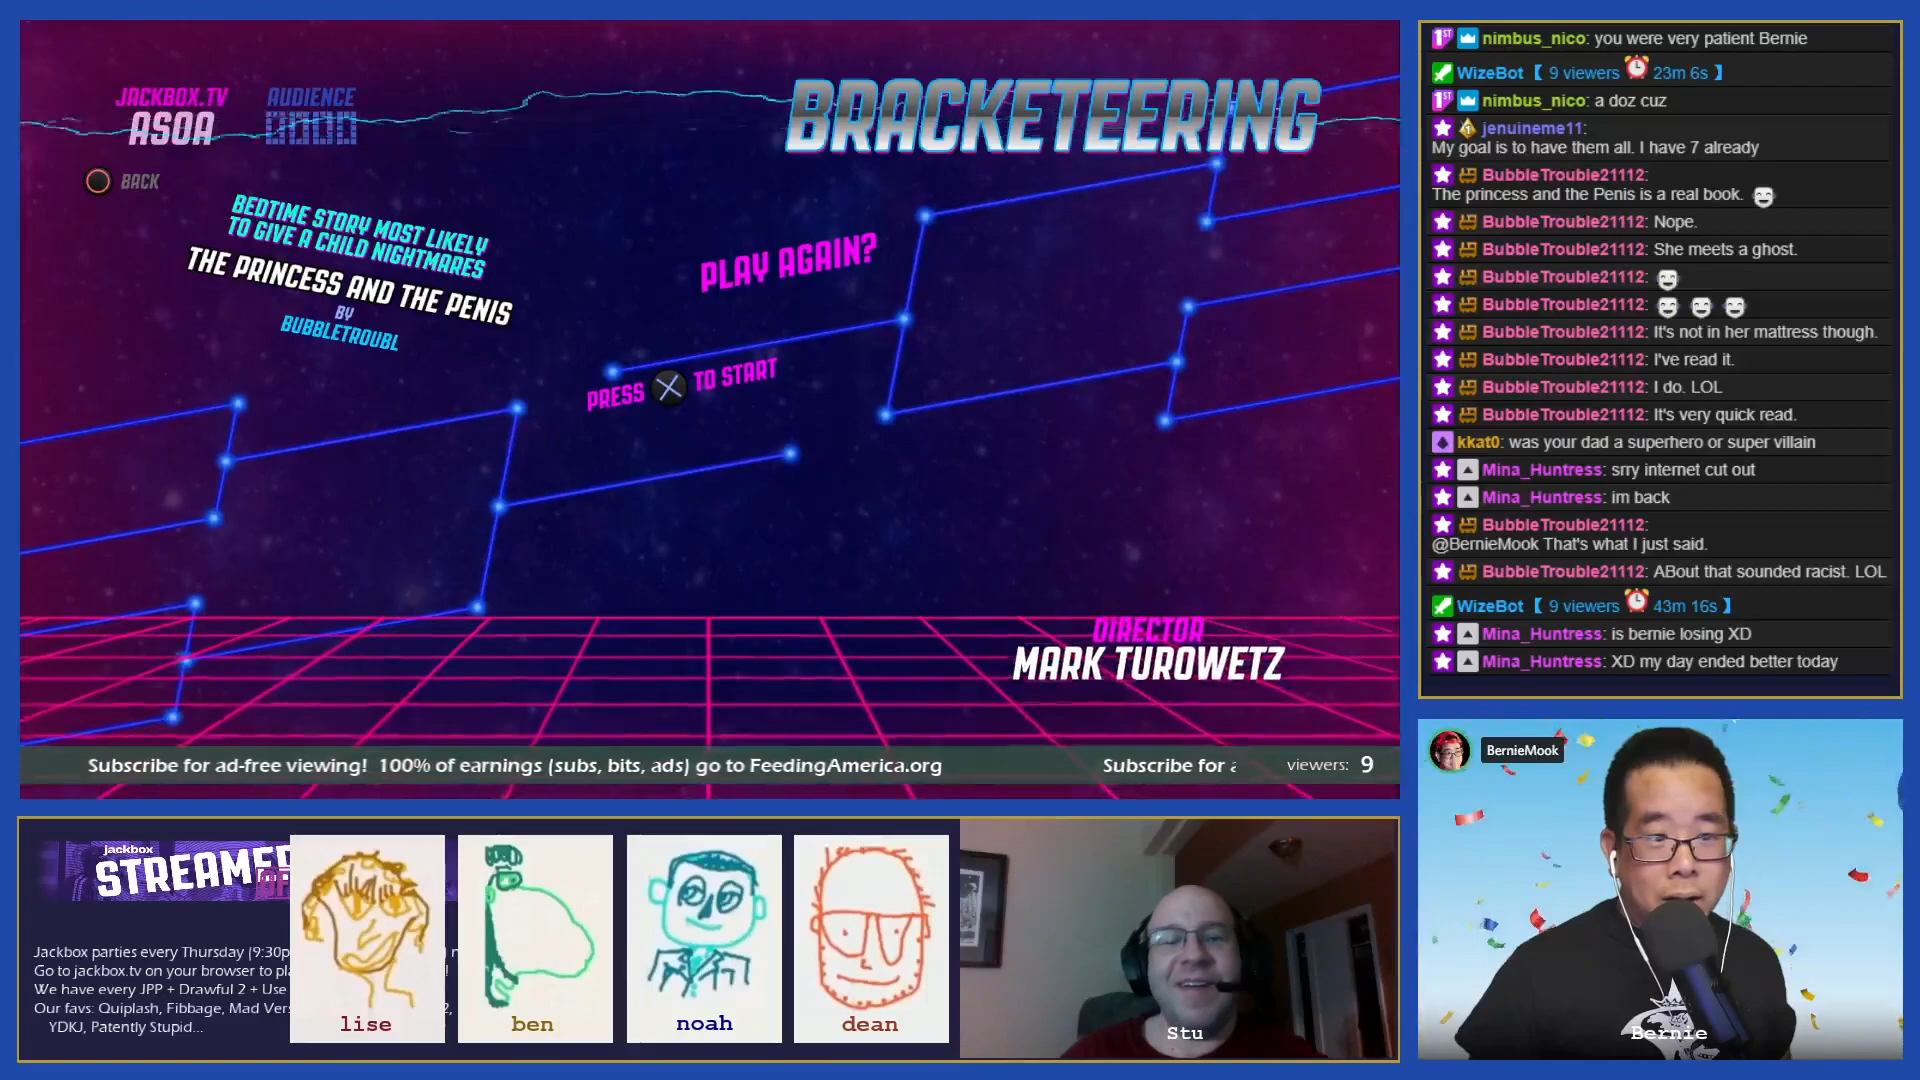 JACKBOX.TV
ASOA
AUDIENCE
BRACKETEERING
BACK
BEDTIME STORY MOST LIKELY
TO GIVE A CHILD NIGHTMARES
THE PRINCESS AND THE PENIS
BY
BUBBLETROUBL
PLAY AGAIN?
PRESS TO START
DIRECTOR
MARK TUROWETZ
Subscribe for ad-free viewing! 100% of earnings (subs, bits, ads) go to FeedingAmerica.org
Subscribe for
viewers: 9
1ST nimbus_nico: you were very patient Bernie
WizeBot 【 9 viewers 23m 6s 】
1ST nimbus_nico: a doz cuz
1 jenuineme11:
My goal is to have them all. I have 7 already
BubbleTrouble21112:
The princess and the Penis is a real book.
BubbleTrouble21112: Nope.
BubbleTrouble21112: She meets a ghost.
BubbleTrouble21112:
BubbleTrouble21112:
BubbleTrouble21112: It's not in her mattress though.
BubbleTrouble21112: I've read it.
BubbleTrouble21112: I do. LOL
BubbleTrouble21112: It's very quick read.
kkat0: was your dad a superhero or super villain
Mina_Huntress: srry internet cut out
Mina_Huntress: im back
BubbleTrouble21112:
@BernieMook That's what I just said.
BubbleTrouble21112: ABout that sounded racist. LOL
WizeBot 【 9 viewers 43m 16s 】
Mina_Huntress: is bernie losing XD
Mina_Huntress: XD my day ended better today
BernieMook
Bernie
jackbox
STREAMER
OF
Jackbox parties every Thursday (9:30p
Go to jackbox.tv on your browser to pla
We have every JPP + Drawful 2 + Use
Our favs: Quiplash, Fibbage, Mad Vers
YDKJ, Patently Stupid...
lise
ben
noah
dean
Stu